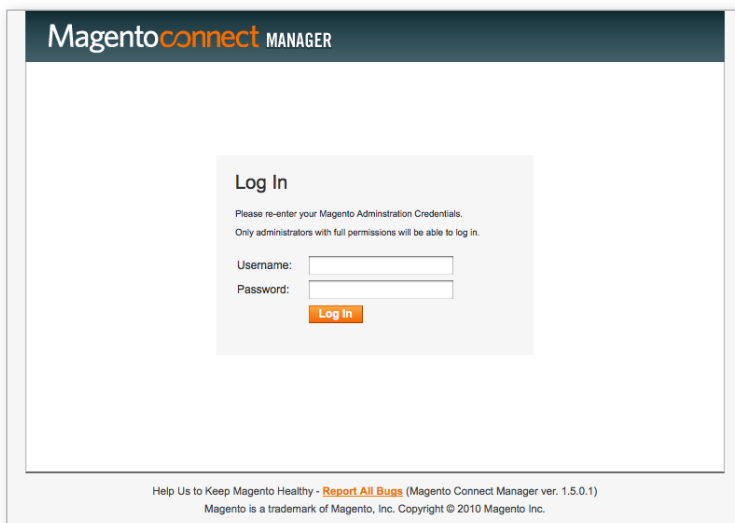 Magentoconnect MANAGER
Log In
Please re-enter your Magento Adminstration Credentials.
Only administrators with full permissions will be able to log in.
Username:
Password:
Log In
Help Us to Keep Magento Healthy - Report All Bugs (Magento Connect Manager ver. 1.5.0.1)
Magento is a trademark of Magento, Inc. Copyright © 2010 Magento Inc.